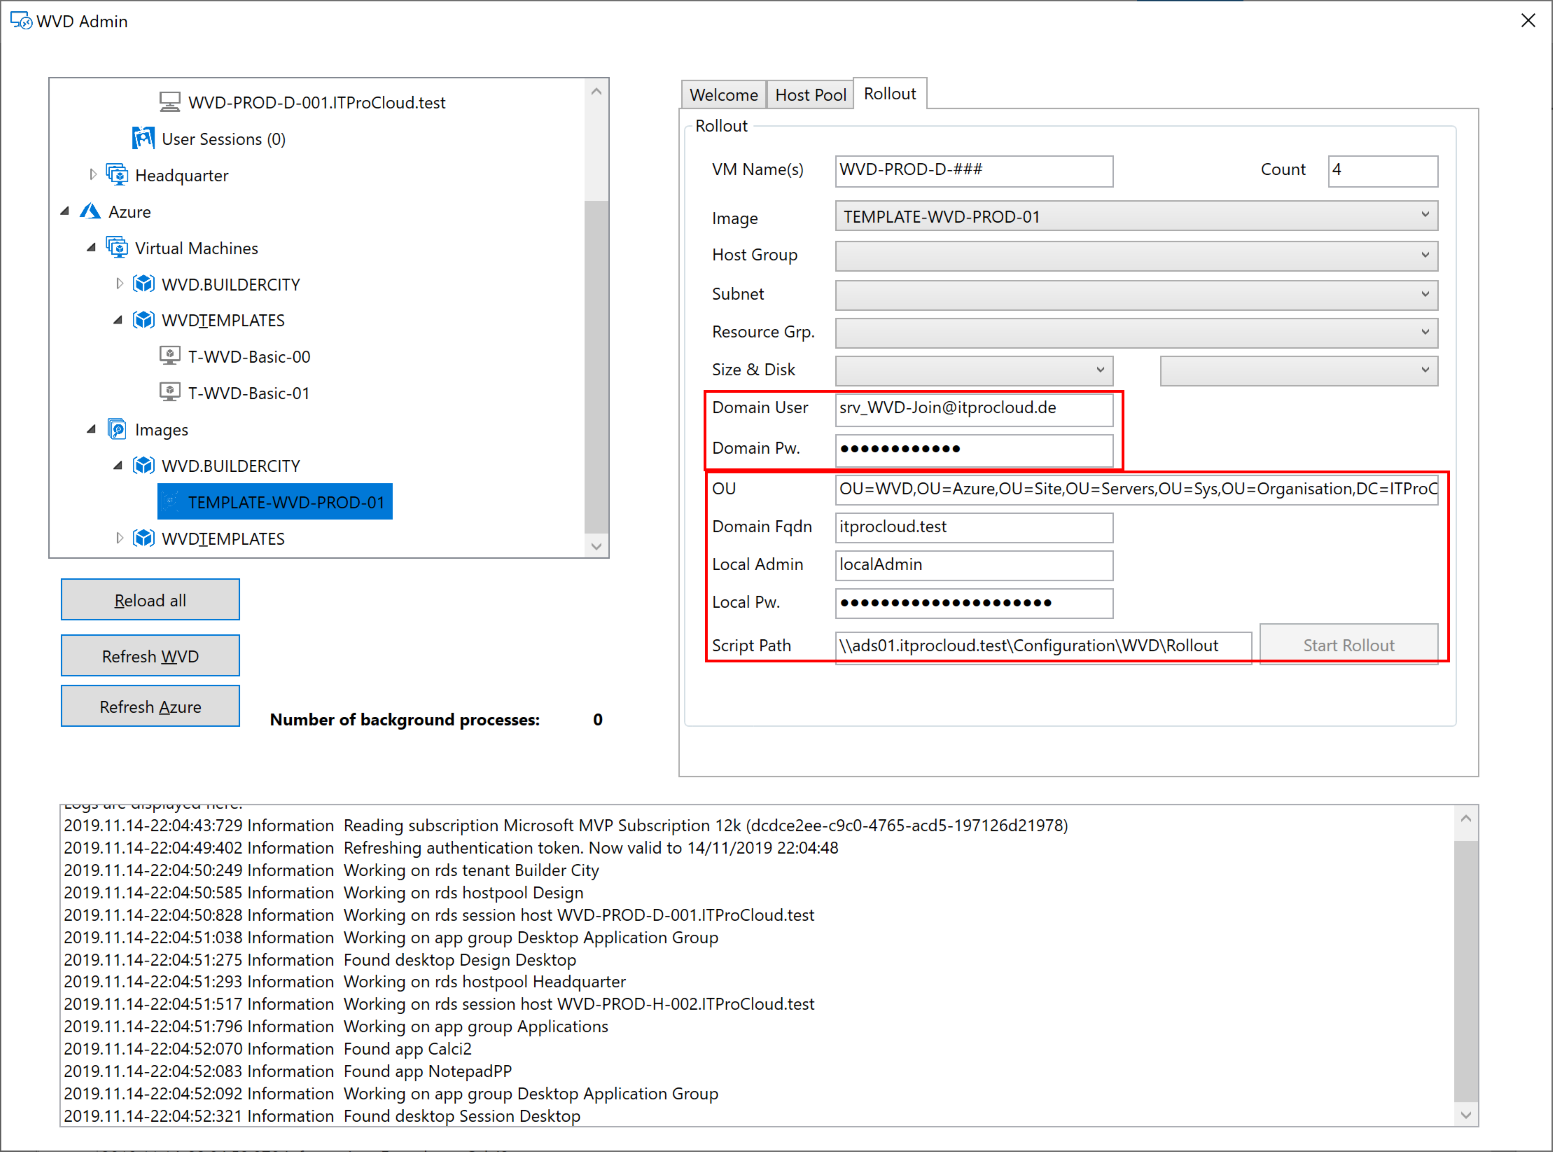 WVD Admin
WVD-PROD-D-001.ITProCloud.test
User Sessions (0)
Headquarter
Azure
Virtual Machines
WVD.BUILDERCITY
WVDTEMPLATES
T-WVD-Basic-00
T-WVD-Basic-01
Images
WVD.BUILDERCITY
TEMPLATE-WVD-PROD-01
WVDTEMPLATES
Reload all
Refresh WVD
Refresh Azure
Number of background processes: 0
Welcome Host Pool Rollout
Rollout
VM Name(s) WVD-PROD-D-### Count 4
Image TEMPLATE-WVD-PROD-01
Host Group
Subnet
Resource Grp.
Size & Disk
Domain User srv_WVD-Join@itprocloud.de
Domain Pw. ●●●●●●●●●●●●
OU OU=WVD,OU=Azure,OU=Site,OU=Servers,OU=Sys,OU=Organisation,DC=ITProC
Domain Fqdn itprocloud.test
Local Admin localAdmin
Local Pw. ●●●●●●●●●●●●●●●●●●●●●
Script Path \\ads01.itprocloud.test\Configuration\WVD\Rollout Start Rollout
Logs are displayed here.
2019.11.14-22:04:43:729 Information Reading subscription Microsoft MVP Subscription 12k (dcdce2ee-c9c0-4765-acd5-197126d21978)
2019.11.14-22:04:49:402 Information Refreshing authentication token. Now valid to 14/11/2019 22:04:48
2019.11.14-22:04:50:249 Information Working on rds tenant Builder City
2019.11.14-22:04:50:585 Information Working on rds hostpool Design
2019.11.14-22:04:50:828 Information Working on rds session host WVD-PROD-D-001.ITProCloud.test
2019.11.14-22:04:51:038 Information Working on app group Desktop Application Group
2019.11.14-22:04:51:275 Information Found desktop Design Desktop
2019.11.14-22:04:51:293 Information Working on rds hostpool Headquarter
2019.11.14-22:04:51:517 Information Working on rds session host WVD-PROD-H-002.ITProCloud.test
2019.11.14-22:04:51:796 Information Working on app group Applications
2019.11.14-22:04:52:070 Information Found app Calci2
2019.11.14-22:04:52:083 Information Found app NotepadPP
2019.11.14-22:04:52:092 Information Working on app group Desktop Application Group
2019.11.14-22:04:52:321 Information Found desktop Session Desktop